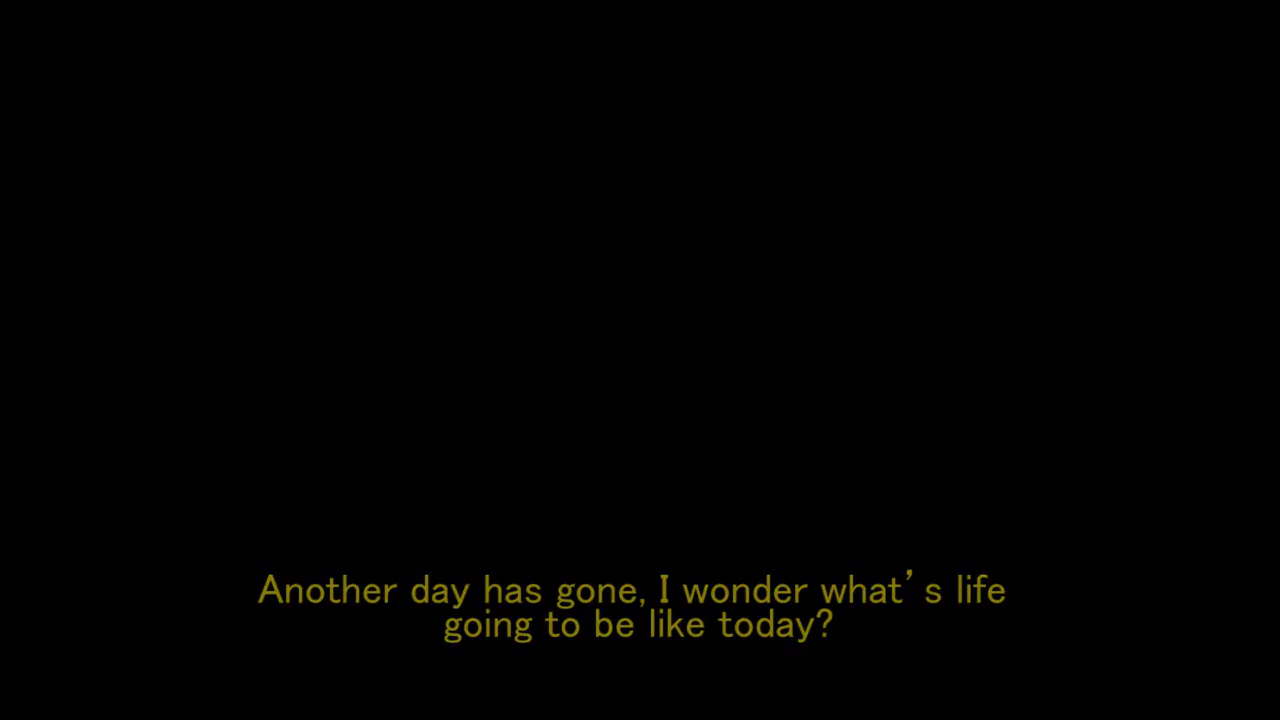 Another day has gone, I wonder what’s life
going to be like today?